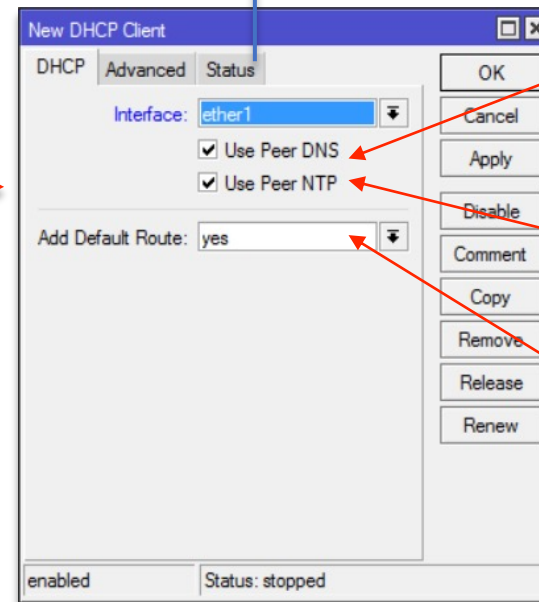 New DHCP Client
DHCP Advanced Status
OK
Interface: ether1
Cancel
Use Peer DNS
Apply
Use Peer NTP
Disable
Add Default Route: yes
Comment
Copy
Remove
Release
Renew
enabled Status: stopped